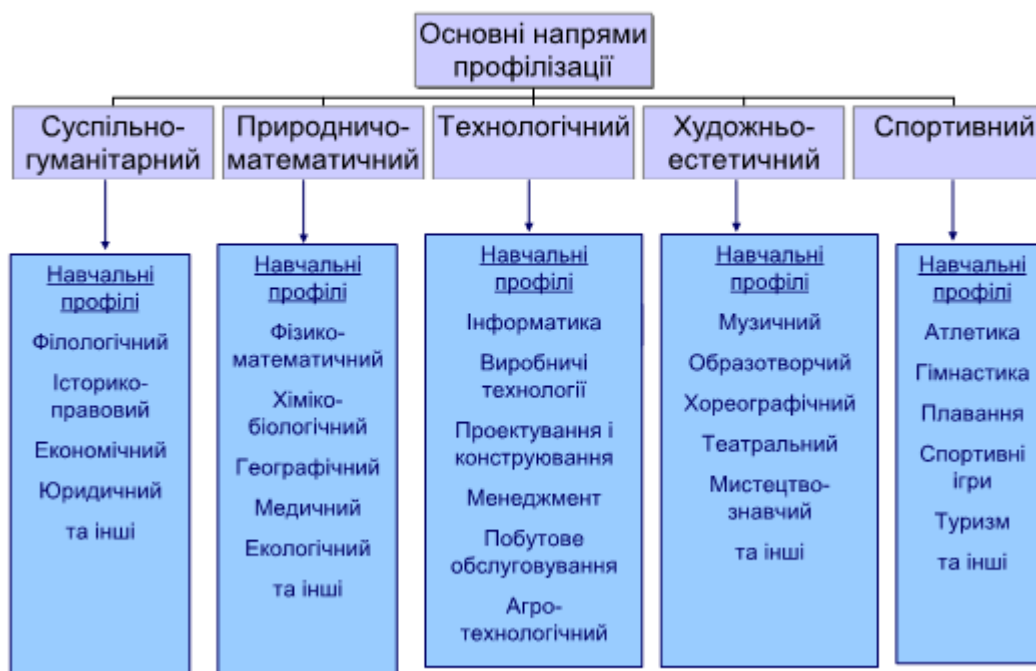 Основні напрями
профілізації
Суспільно-
гуманітарний
Природничо-
математичний
Технологічний
Художньо-
естетичний
Спортивний
Навчальні
профілі
Філологічний
Історико-
правовий
Економічний
Юридичний
та інші
Навчальні
профілі
Фізико-
математичний
Хіміко-
біологічний
Географічний
Медичний
Екологічний
та інші
Навчальні
профілі
Інформатика
Виробничі
технології
Проектування і
конструювання
Менеджмент
Побутове
обслуговування
Агро-
технологічний
Навчальні
профілі
Музичний
Образотворчий
Хореографічний
Театральний
Мистецтво-
знавчий
та інші
Навчальні
профілі
Атлетика
Гімнастика
Плавання
Спортивні
ігри
Туризм
та інші